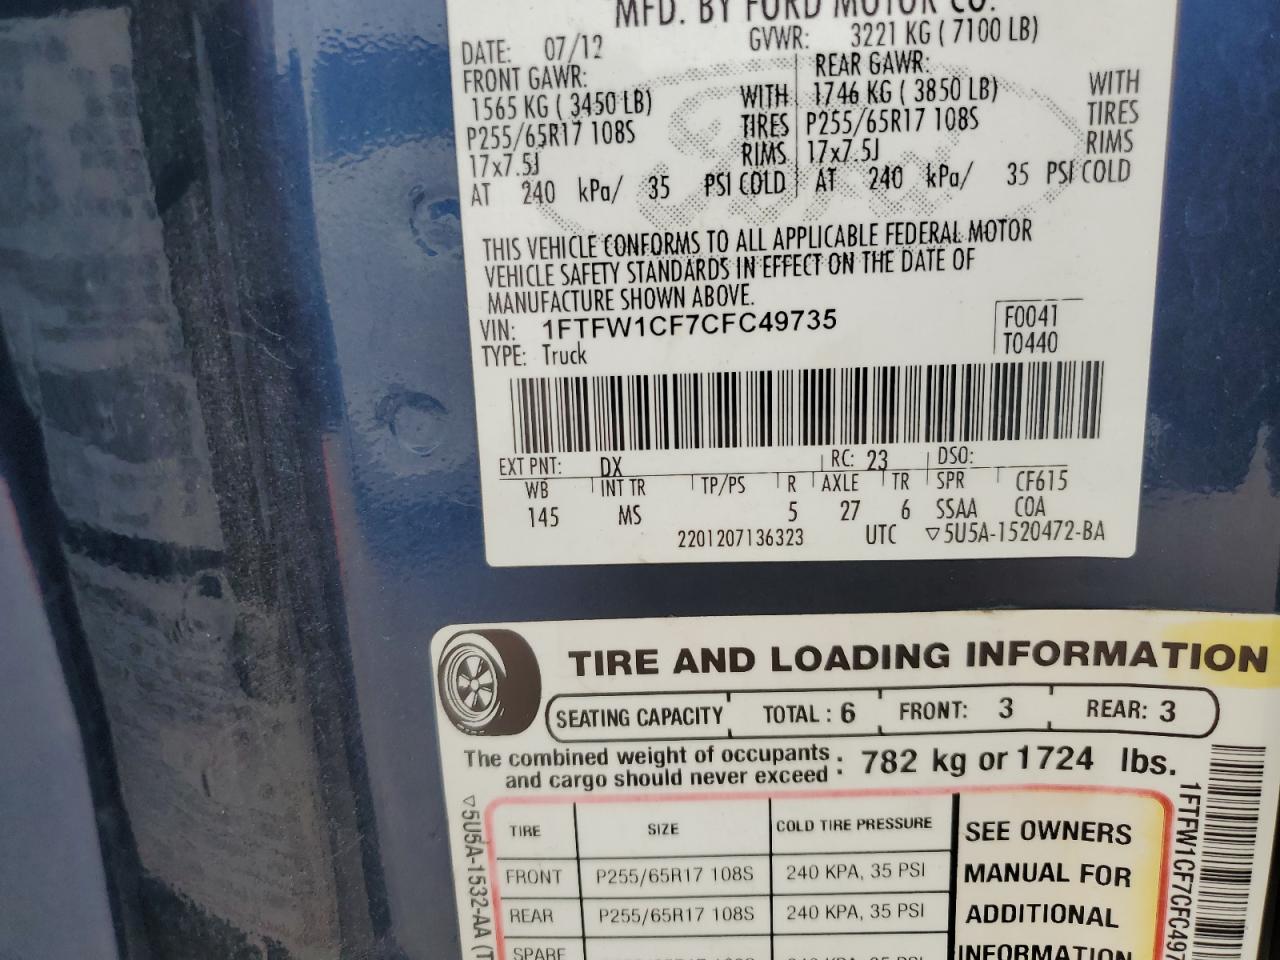 MFD. BY FORD MOTOR CO.
DATE: 07/12 GVWR: 3221 KG ( 7100 LB)
FRONT GAWR: REAR GAWR:
1565 KG ( 3450 LB) WITH 1746 KG ( 3850 LB) WITH
P255/65R17 108S TIRES P255/65R17 108S TIRES
17x7.5J RIMS 17x7.5J RIMS
AT 240 kPa/ 35 PSI COLD AT 240 kPa/ 35 PSI COLD
THIS VEHICLE CONFORMS TO ALL APPLICABLE FEDERAL MOTOR
VEHICLE SAFETY STANDARDS IN EFFECT ON THE DATE OF
MANUFACTURE SHOWN ABOVE.
VIN: 1FTFW1CF7CFC49735 F0041
TYPE: Truck T0440
EXT PNT: DX RC: 23 DSO:
WB INT TR TP/PS R AXLE TR SPR CF615
145 MS 5 27 6 SSAA COA
2201207136323 UTC ▽5U5A-1520472-BA
TIRE AND LOADING INFORMATION
SEATING CAPACITY TOTAL : 6 FRONT: 3 REAR: 3
The combined weight of occupants
and cargo should never exceed : 782 kg or 1724 lbs.
TIRE SIZE COLD TIRE PRESSURE
FRONT P255/65R17 108S 240 KPA, 35 PSI
REAR P255/65R17 108S 240 KPA, 35 PSI
SPARE
SEE OWNERS
MANUAL FOR
ADDITIONAL
INFORMATION
▽5U5A-1532-AA (T
1FTFW1CF7CFC497